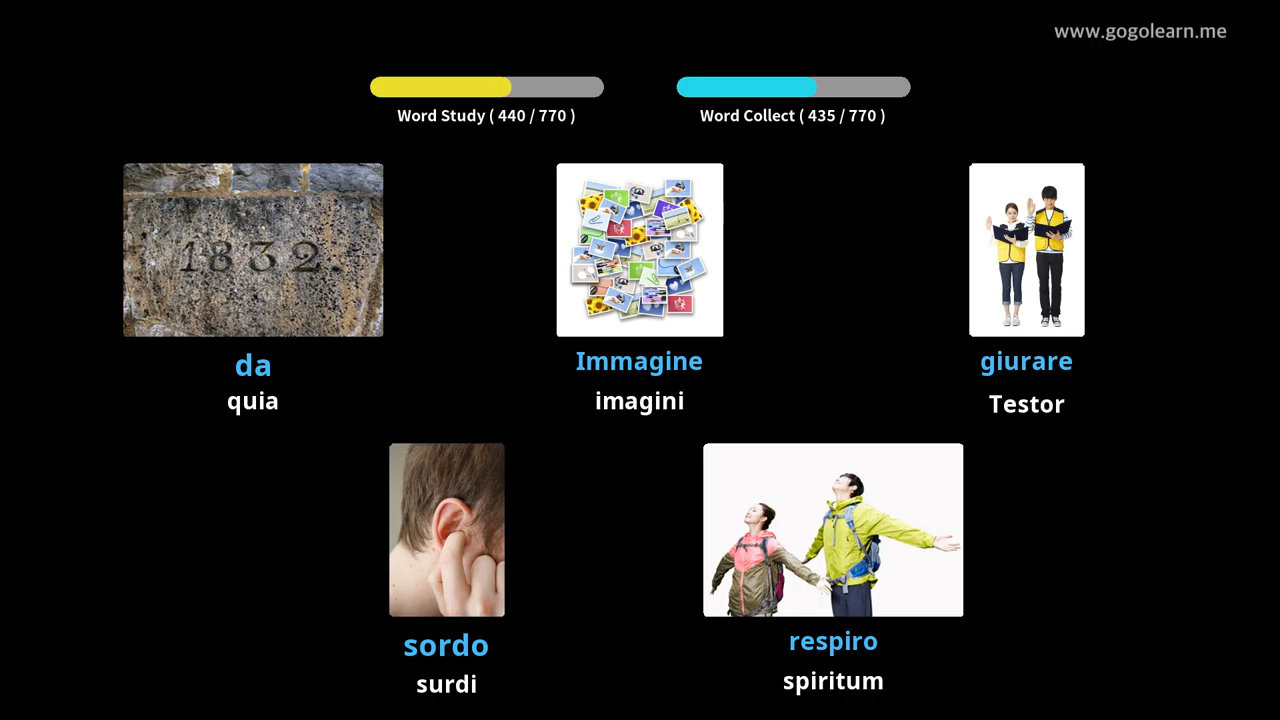 www.gogolearn.me
Word Study ( 440 / 770 )
Word Collect ( 435 / 770 )
1832.
da
quia
Immagine
imagini
giurare
Testor
sordo
surdi
respiro
spiritum